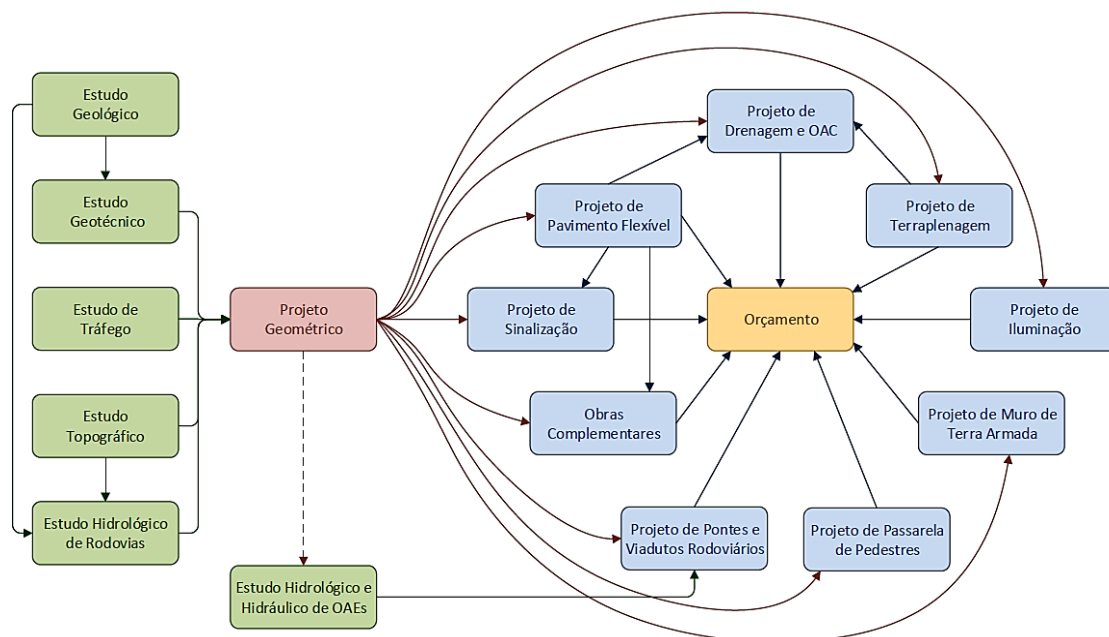 Estudo
Geológico
Estudo
Geotécnico
Estudo de
Tráfego
Estudo
Topográfico
Estudo Hidrológico
de Rodovias
Projeto
Geométrico
Estudo Hidrológico e
Hidráulico de OAEs
Projeto de
Drenagem e OAC
Projeto de
Pavimento Flexível
Projeto de
Terraplenagem
Projeto de
Sinalização
Orçamento
Projeto de
Iluminação
Obras
Complementares
Projeto de Muro de
Terra Armada
Projeto de Pontes e
Viadutos Rodoviários
Projeto de Passarela
de Pedestres